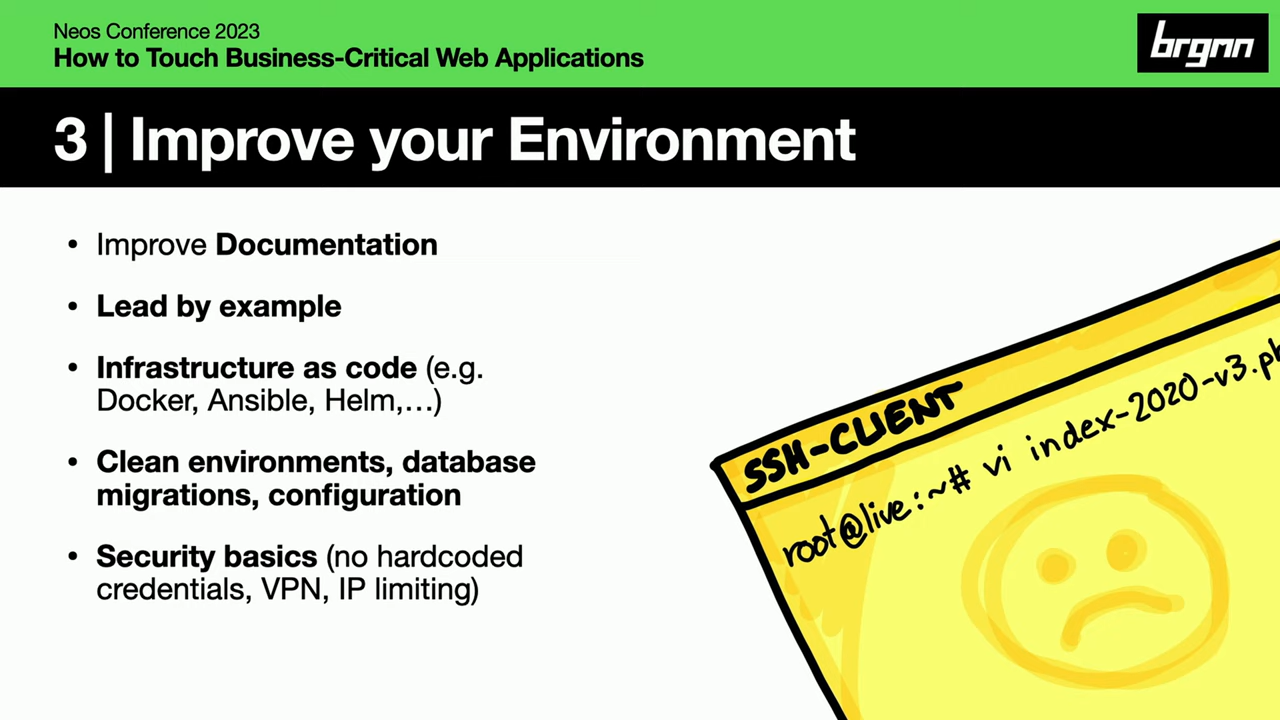 Neos Conference 2023
How to Touch Business-Critical Web Applications
brgnn
3 | Improve your Environment
• Improve Documentation
• Lead by example
• Infrastructure as code (e.g.
Docker, Ansible, Helm,...)
• Clean environments, database
migrations, configuration
• Security basics (no hardcoded
credentials, VPN, IP limiting)
SSH-CLIENT
root@live:~# vi index-2020-v3.ph